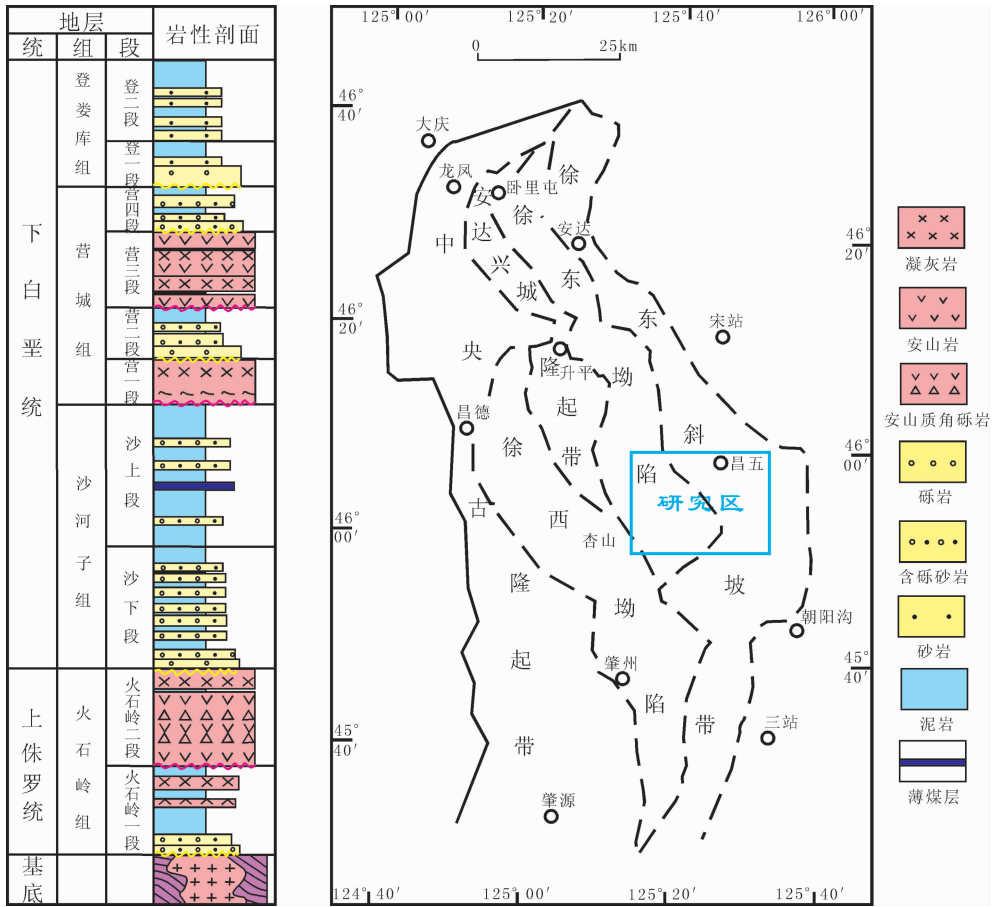 地层
岩性剖面
统 组 段
下白垩统
登娄库组
登二段
登一段
营城组
营四段
营三段
营二段
营一段
沙河子组
沙上段
沙下段
上侏罗统
火石岭组
火石岭二段
火石岭一段
基底
125°00′ 125°20′ 125°40′ 126°00′
0 25km
46°40′
46°20′
46°00′
45°40′
46°20′
46°00′
45°40′
124°40′ 125°00′ 125°20′ 125°40′
大庆
龙凤
卧里屯
安达
宋站
升平
昌德
昌五
杏山
朝阳沟
肇州
三站
肇源
中央古隆起带
安达兴城隆起带
徐东坳陷
徐东斜坡带
徐西坳陷
研究区
凝灰岩
安山岩
安山质角砾岩
砾岩
含砾砂岩
砂岩
泥岩
薄煤层